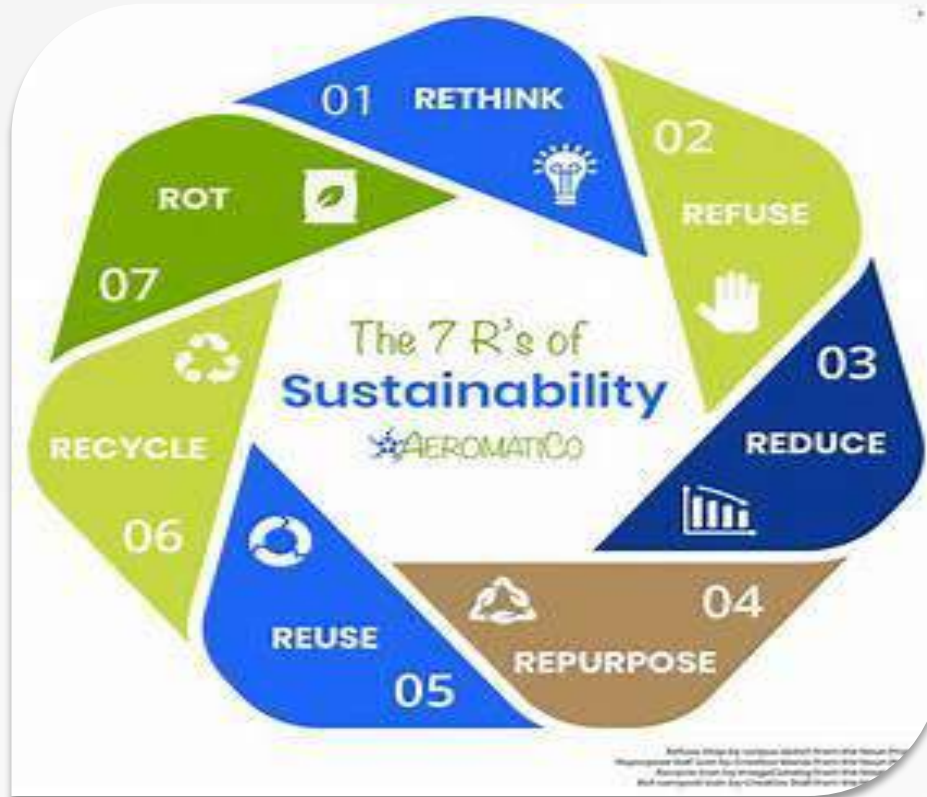 01 RETHINK
02
REFUSE
03
REDUCE
04
REPURPOSE
REUSE
05
RECYCLE
06
ROT
07
The 7 R's of
Sustainability
AEROMATICO